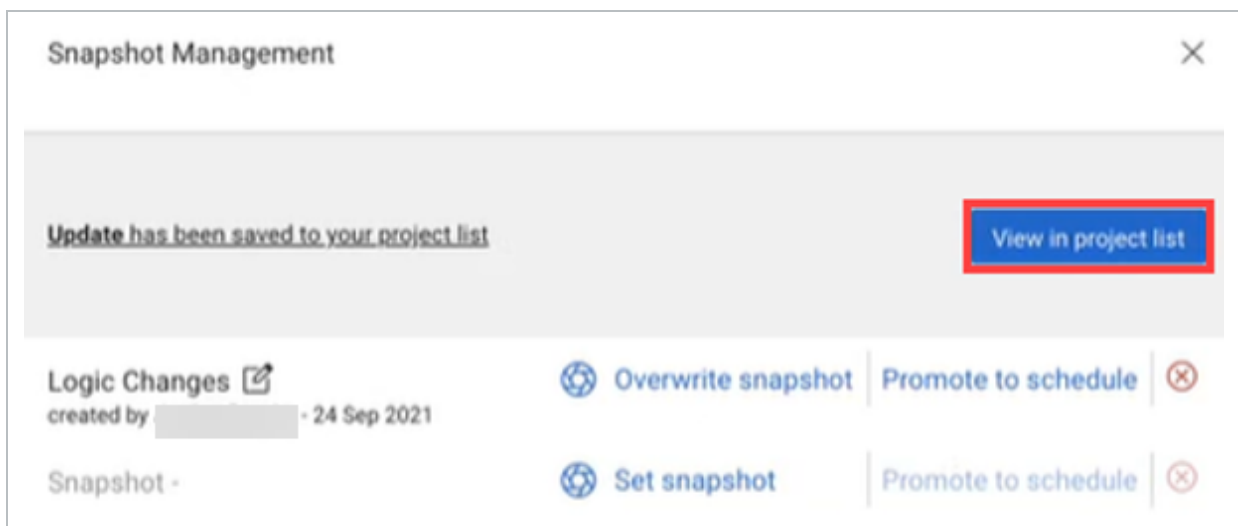 Snapshot Management
Update has been saved to your project list
View in project list
Logic Changes
Overwrite snapshot
Promote to schedule
created by - 24 Sep 2021
Snapshot -
Set snapshot
Promote to schedule